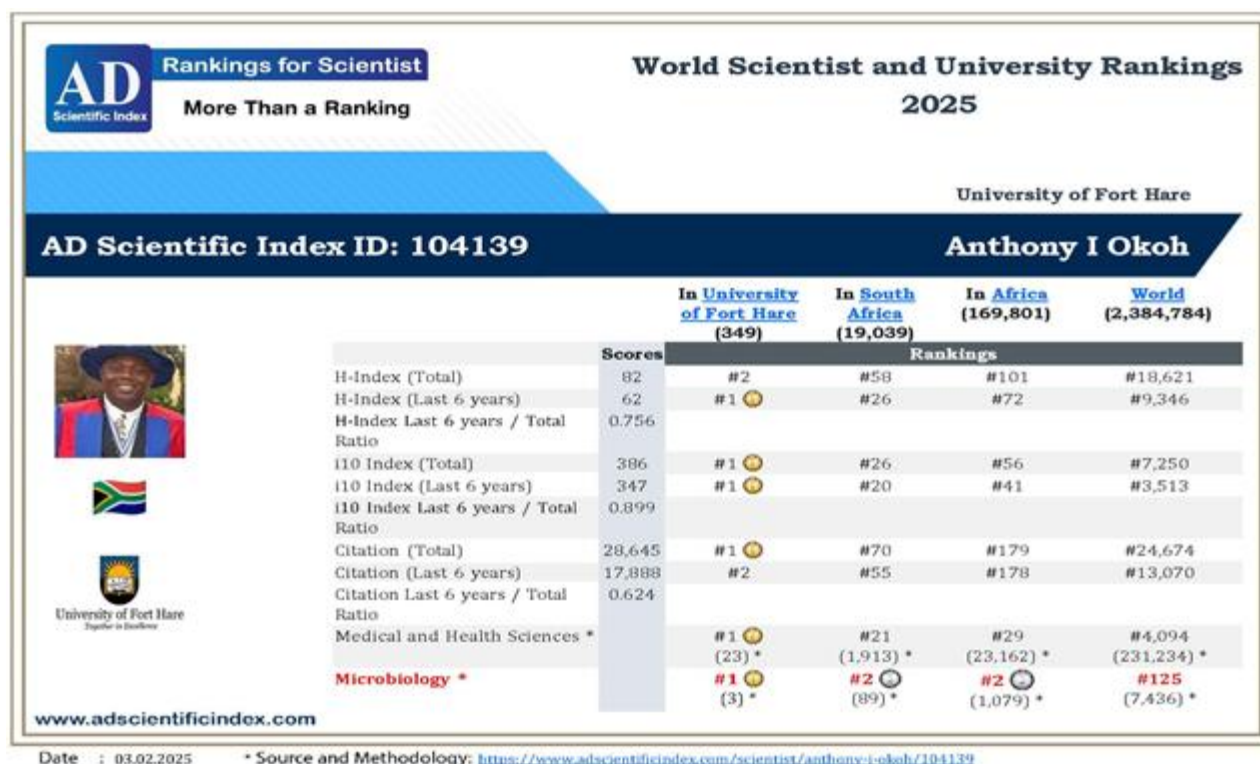 AD
Scientific Index
Rankings for Scientist
More Than a Ranking
World Scientist and University Rankings
2025
University of Fort Hare
AD Scientific Index ID: 104139
Anthony I Okoh
In University of Fort Hare (349) In South Africa (19,039) In Africa (169,801) World (2,384,784)
Scores Rankings
H-Index (Total) 82 #2 #58 #101 #18,621
H-Index (Last 6 years) 62 #1 #26 #72 #9,346
H-Index Last 6 years / Total 0.756
Ratio
i10 Index (Total) 386 #1 #26 #56 #7,250
i10 Index (Last 6 years) 347 #1 #20 #41 #3,513
i10 Index Last 6 years / Total 0.899
Ratio
Citation (Total) 28,645 #1 #70 #179 #24,674
Citation (Last 6 years) 17,888 #2 #55 #178 #13,070
Citation Last 6 years / Total 0.624
Ratio
Medical and Health Sciences * #1 #21 #29 #4,094
(23) * (1,913) * (23,162) * (231,234) *
Microbiology * #1 #2 #2 #125
(3) * (89) * (1,079) * (7,436) *
University of Fort Hare
Together in Excellence
www.adscientificindex.com
Date : 03.02.2025 * Source and Methodology: https://www.adscientificindex.com/scientist/anthony-i-okoh/104139